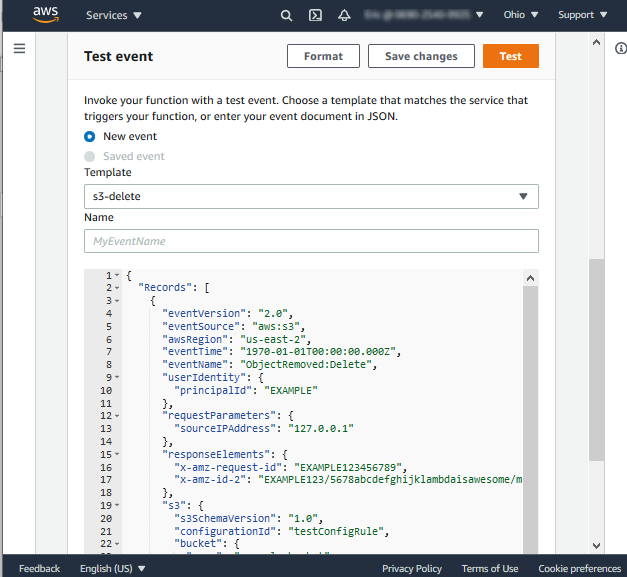 aws
Services
Ohio
Support
Test event
Format
Save changes
Test
Invoke your function with a test event. Choose a template that matches the service that
triggers your function, or enter your event document in JSON.
New event
Saved event
Template
s3-delete
Name
MyEventName
1 {
2 "Records": [
3 {
4 "eventVersion": "2.0",
5 "eventSource": "aws:s3",
6 "awsRegion": "us-east-2",
7 "eventTime": "1970-01-01T00:00:00.000Z",
8 "eventName": "ObjectRemoved:Delete",
9 "userIdentity": {
10 "principalId": "EXAMPLE"
11 },
12 "requestParameters": {
13 "sourceIPAddress": "127.0.0.1"
14 },
15 "responseElements": {
16 "x-amz-request-id": "EXAMPLE123456789",
17 "x-amz-id-2": "EXAMPLE123/5678abcdefghijklambdaisawesome/m
18 },
19 "s3": {
20 "s3SchemaVersion": "1.0",
21 "configurationId": "testConfigRule",
22 "bucket": {
Feedback
English (US)
Privacy Policy
Terms of Use
Cookie preferences